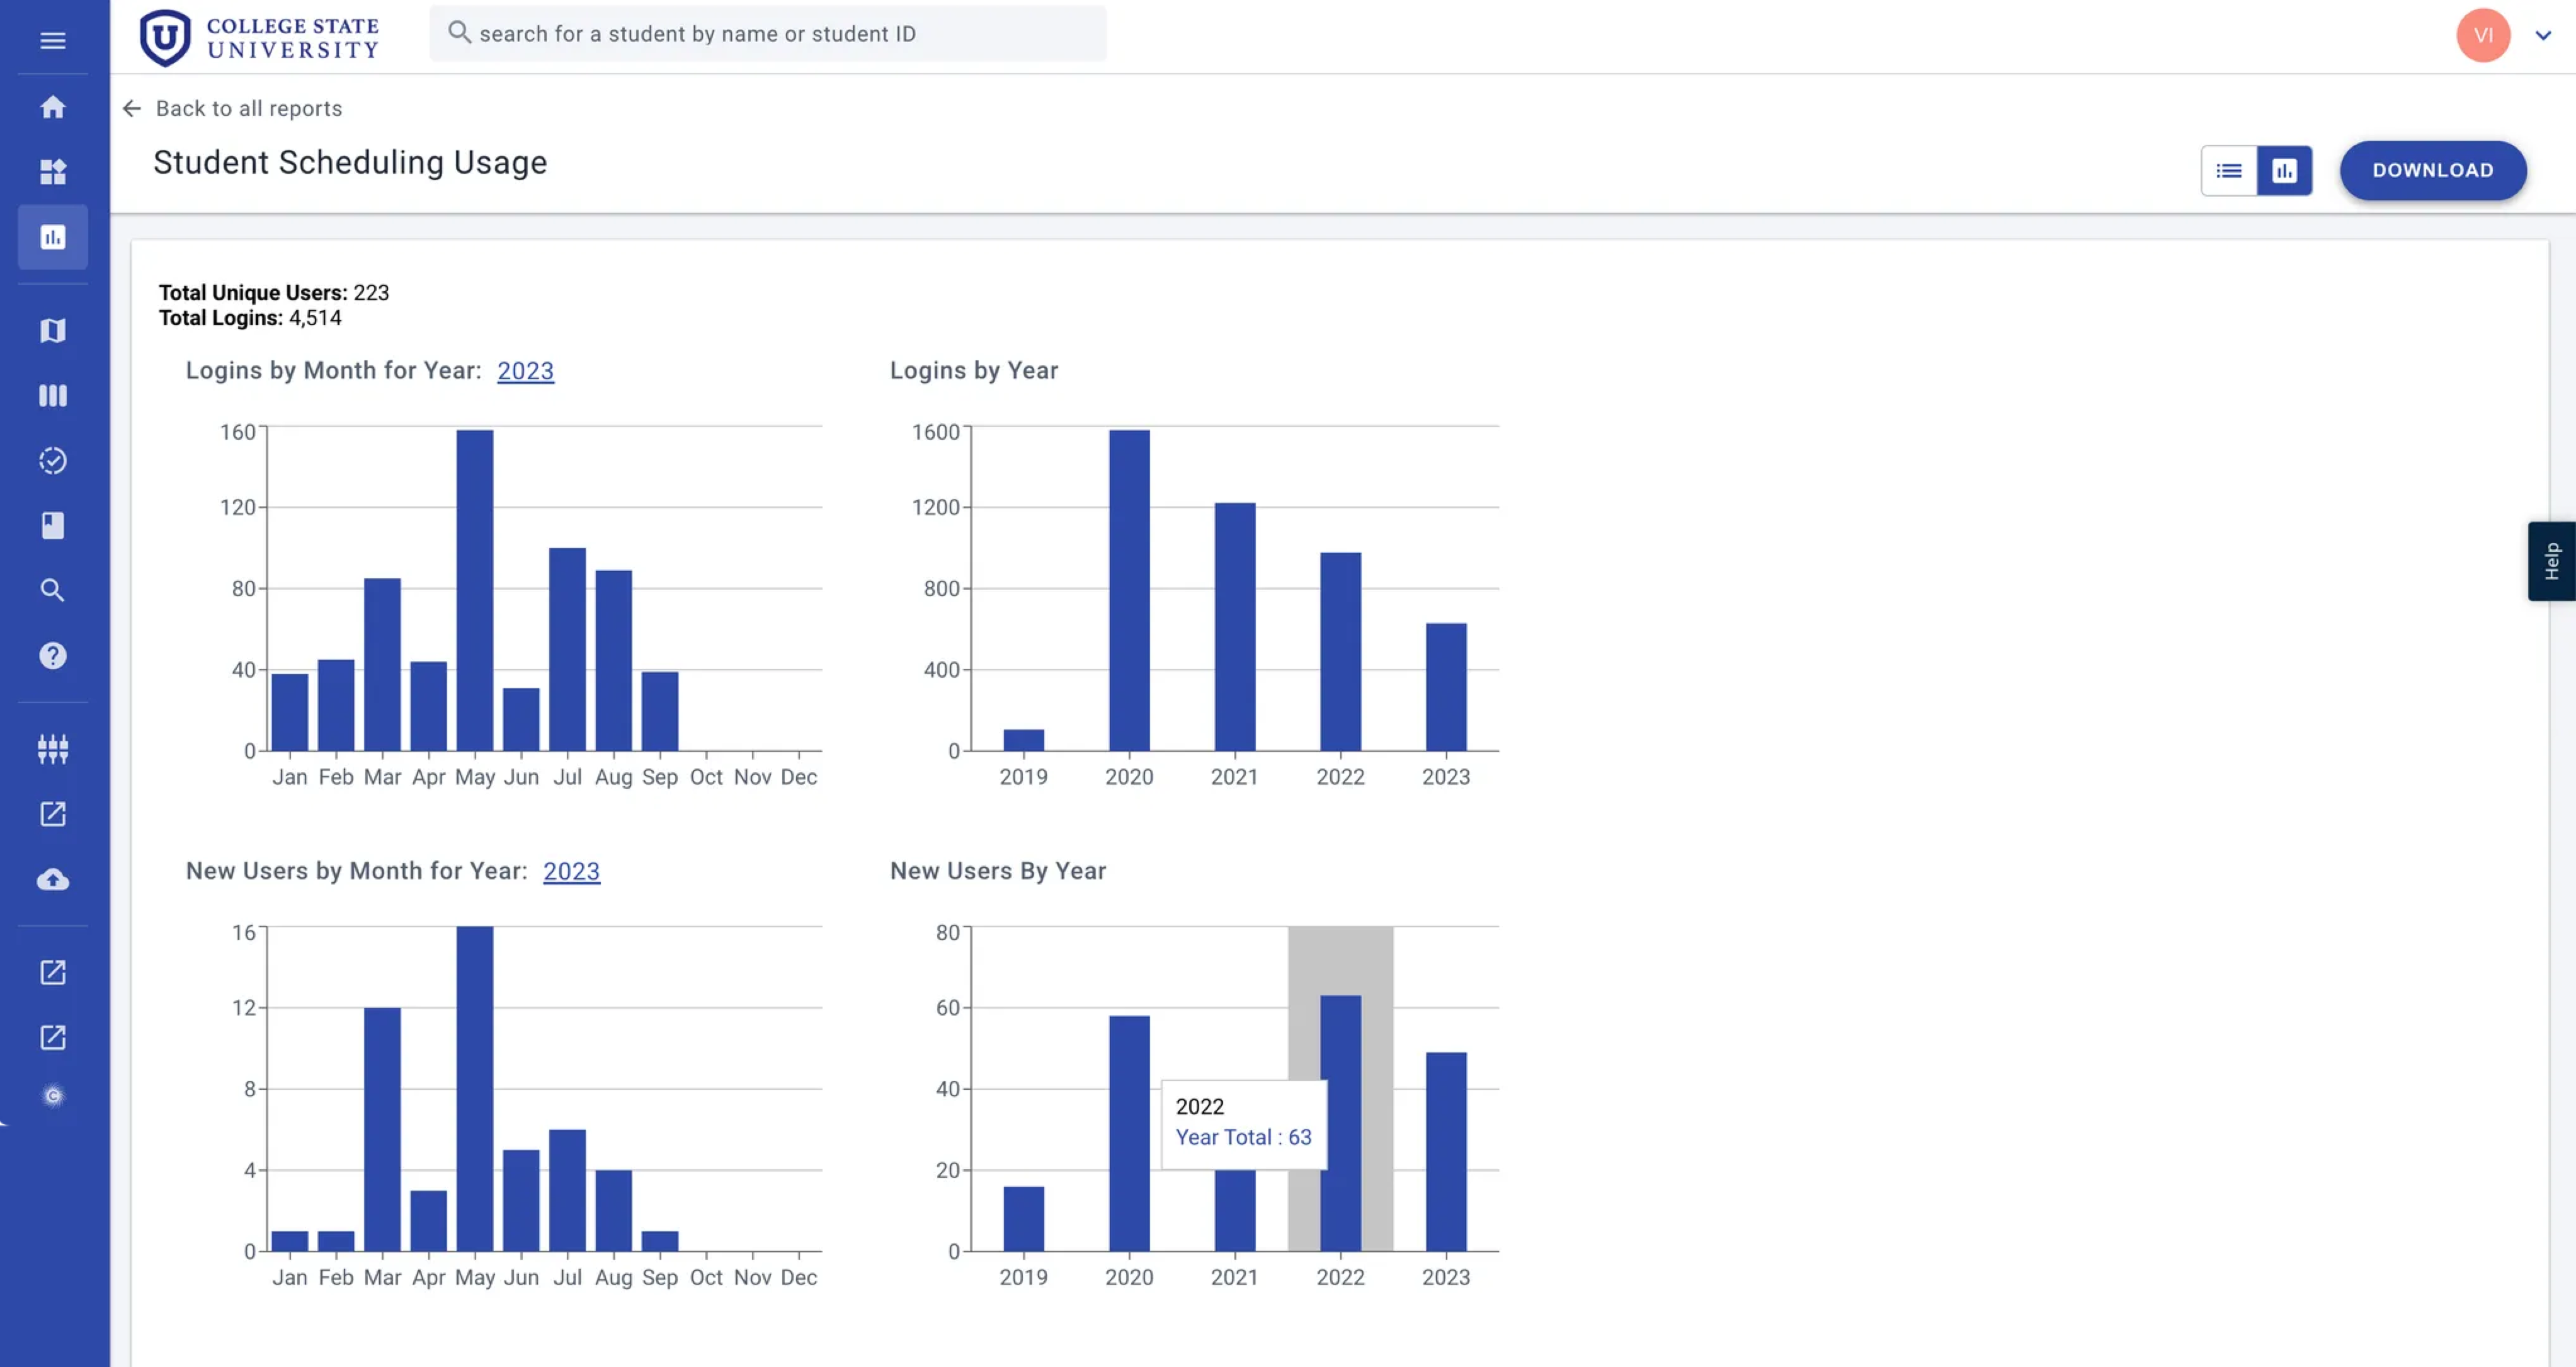 COLLEGE STATE
UNIVERSITY
search for a student by name or student ID
VI
Back to all reports
Student Scheduling Usage
DOWNLOAD
Total Unique Users: 223
Total Logins: 4,514
Logins by Month for Year: 2023
160
120
80
40
0
Jan Feb Mar Apr May Jun Jul Aug Sep Oct Nov Dec
Logins by Year
1600
1200
800
400
0
2019 2020 2021 2022 2023
Help
New Users by Month for Year: 2023
16
12
8
4
0
Jan Feb Mar Apr May Jun Jul Aug Sep Oct Nov Dec
New Users By Year
80
60
40
20
0
2022
Year Total : 63
2019 2020 2021 2022 2023
U
C